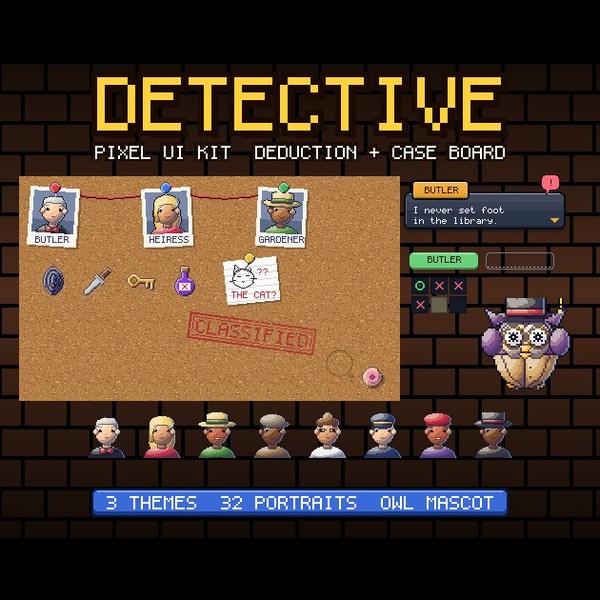 DETECTIVE
PIXEL UI KIT DEDUCTION + CASE BOARD
BUTLER
HEIRESS
GARDENER
??
THE CAT?
CLASSIFIED
BUTLER
!
I never set foot
in the library.
BUTLER
3 THEMES 32 PORTRAITS OWL MASCOT